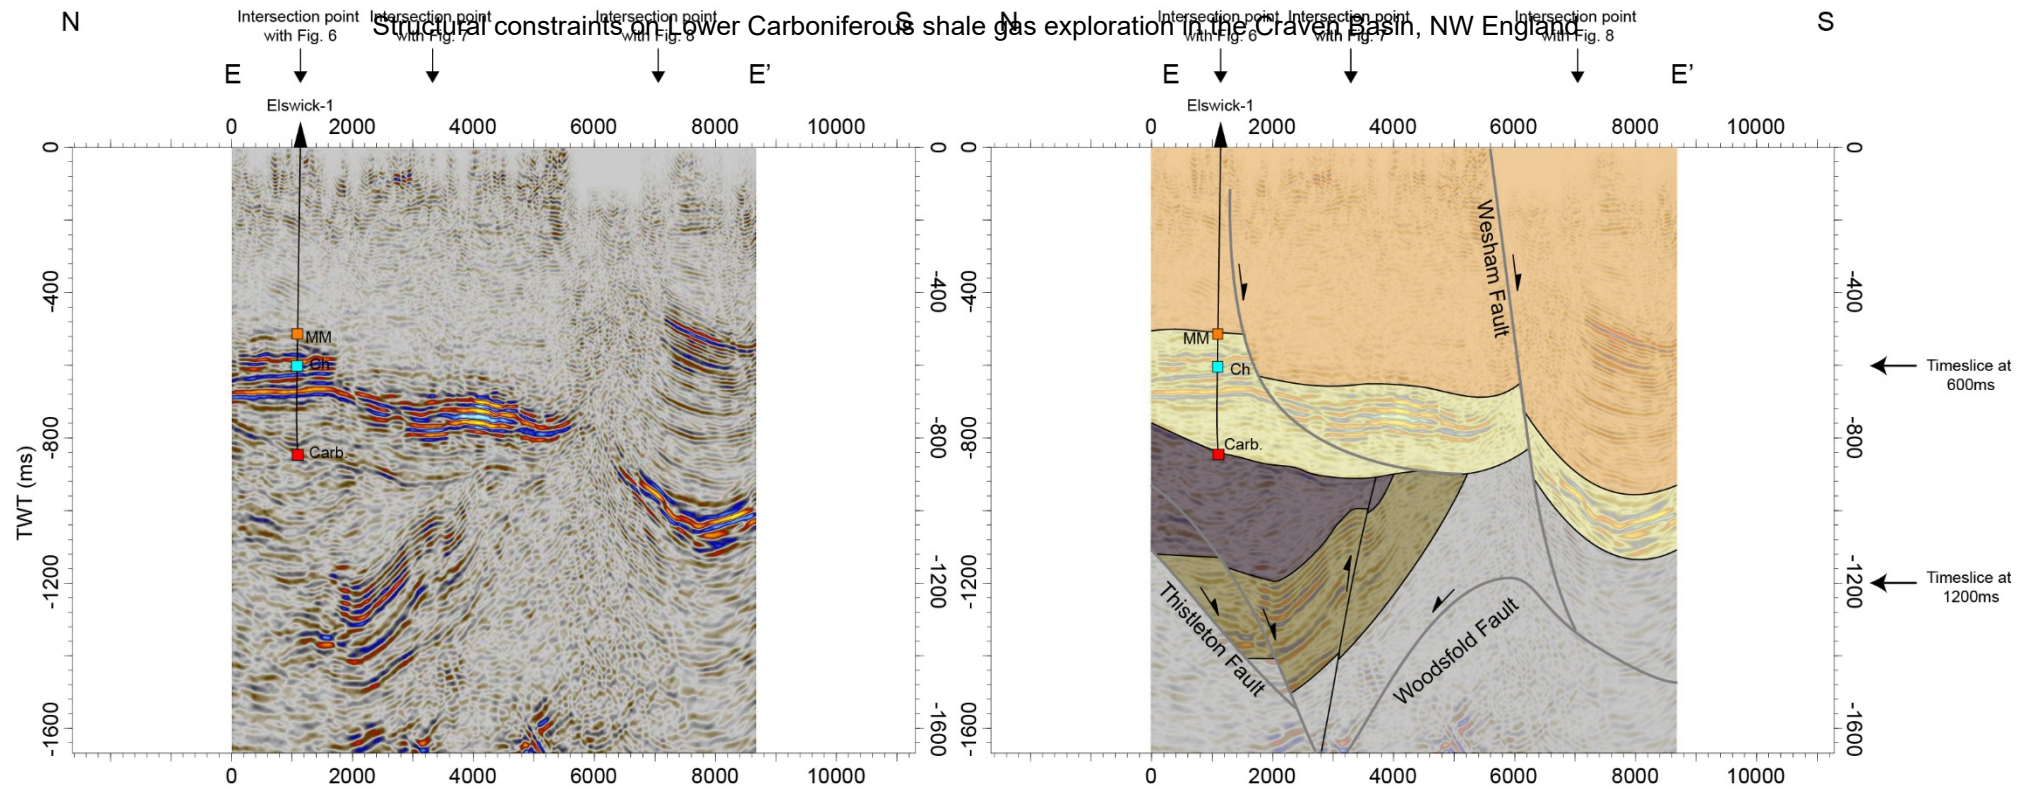 Structural constraints on Lower Carboniferous shale gas exploration in the Craven Basin, NW England
N
Intersection point
with Fig. 6
Intersection point
with Fig. 7
Intersection point
with Fig. 8
S
E
E'
Elswick-1
0 2000 4000 6000 8000 10000
0
-400
-800
-1200
-1600
TWT (ms)
MM
Ch
Carb.
0
-400
-800
-1200
-1600
0 2000 4000 6000 8000 10000
N
Intersection point
with Fig. 6
Intersection point
with Fig. 7
Intersection point
with Fig. 8
S
E
E'
Elswick-1
0 2000 4000 6000 8000 10000
0
-400
-800
-1200
-1600
MM
Ch
Carb.
Wesham Fault
Thistleton Fault
Woodsfold Fault
0
-400
-800
-1200
-1600
Timeslice at
600ms
Timeslice at
1200ms
0 2000 4000 6000 8000 10000